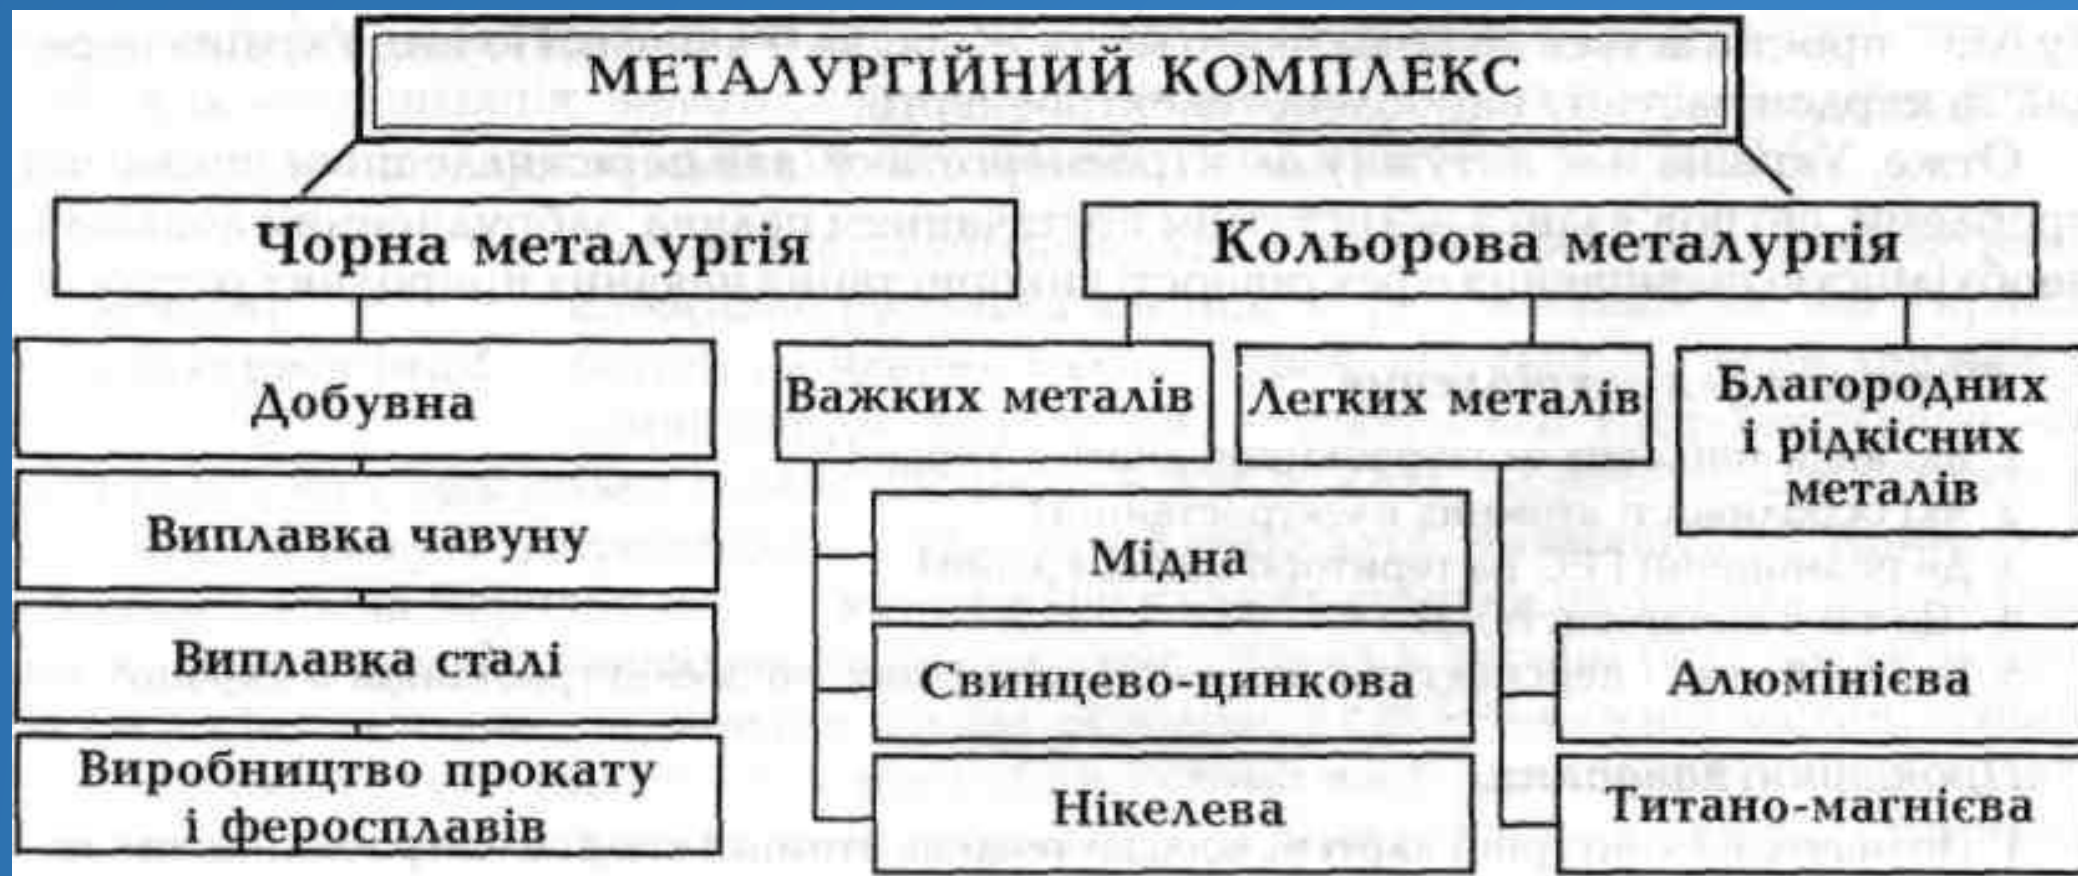 МЕТАЛУРГІЙНИЙ КОМПЛЕКС
Чорна металургія
Кольорова металургія
Добувна
Виплавка чавуну
Виплавка сталі
Виробництво прокату
і феросплавів
Важких металів
Легких металів
Благородних
і рідкісних
металів
Мідна
Свинцево-цинкова
Нікелева
Алюмінієва
Титано-магнієва